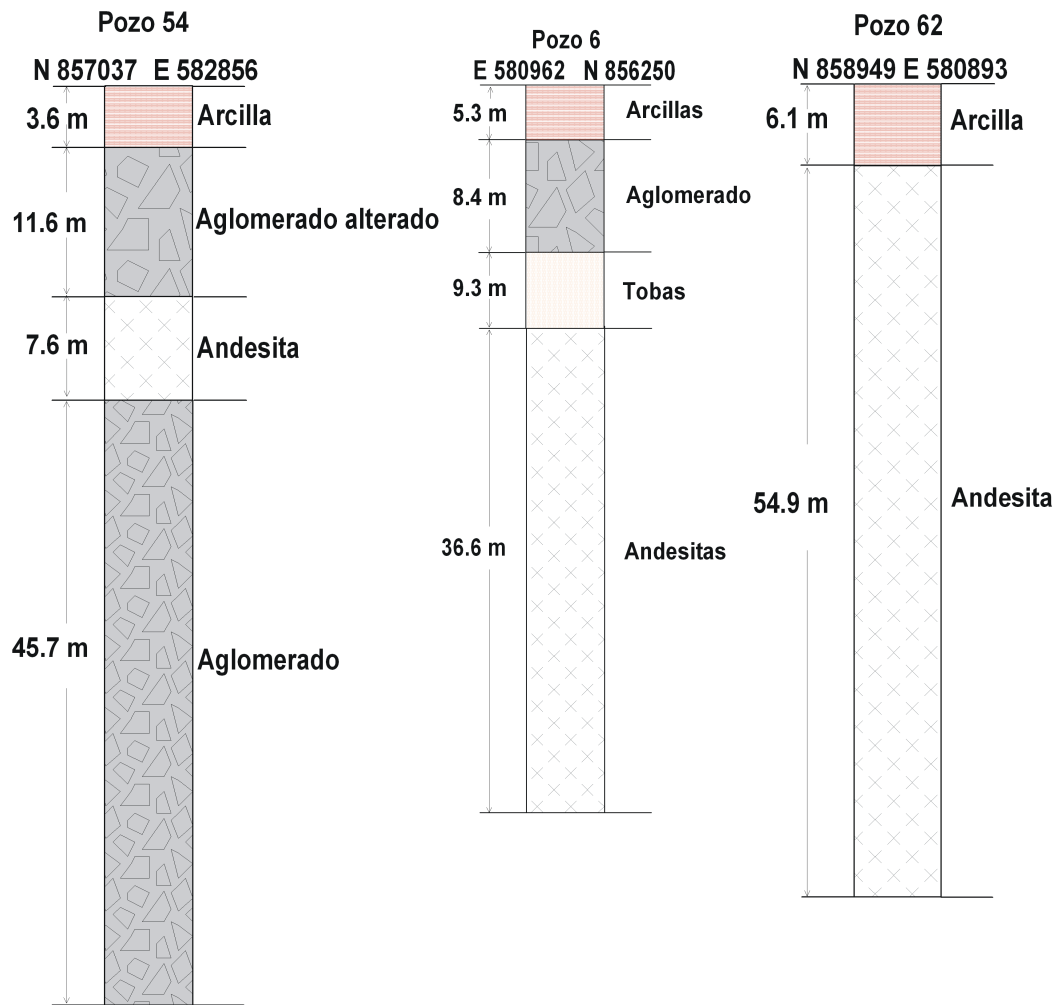 Pozo 54
N 857037 E 582856
3.6 m
Arcilla
11.6 m
Aglomerado alterado
7.6 m
Andesita
45.7 m
Aglomerado
Pozo 6
E 580962 N 856250
5.3 m
Arcillas
8.4 m
Aglomerado
9.3 m
Tobas
36.6 m
Andesitas
Pozo 62
N 858949 E 580893
6.1 m
Arcilla
54.9 m
Andesita